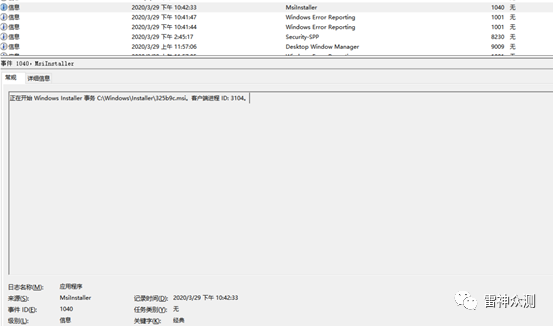 信息 2020/3/29 下午 10:42:33 MsiInstaller 1040 无
信息 2020/3/29 下午 10:41:47 Windows Error Reporting 1001 无
信息 2020/3/29 下午 10:41:44 Windows Error Reporting 1001 无
信息 2020/3/29 下午 2:45:17 Security-SPP 8230 无
信息 2020/3/29 上午 11:57:06 Desktop Window Manager 9009 无
事件 1040, MsiInstaller
常规 详细信息
正在开始 Windows Installer 事务 C:\Windows\Installer\325b9c.msi。客户端进程 ID: 3104。
日志名称(M): 应用程序
来源(S): MsiInstaller 记录时间(D): 2020/3/29 下午 10:42:33
事件 ID(E): 1040 任务类别(Y): 无
级别(L): 信息 关键字(K): 经典
雷神众测